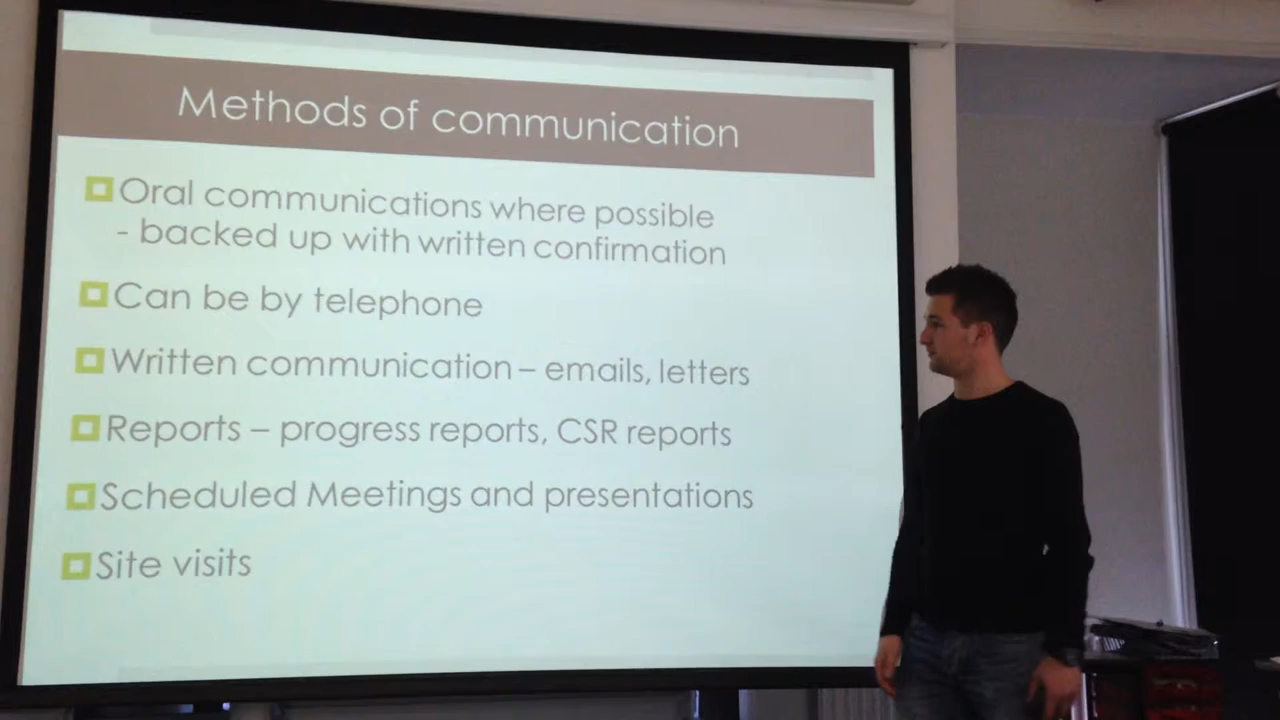 Methods of communication
Oral communications where possible
- backed up with written confirmation
Can be by telephone
Written communication – emails, letters
Reports – progress reports, CSR reports
Scheduled Meetings and presentations
Site visits